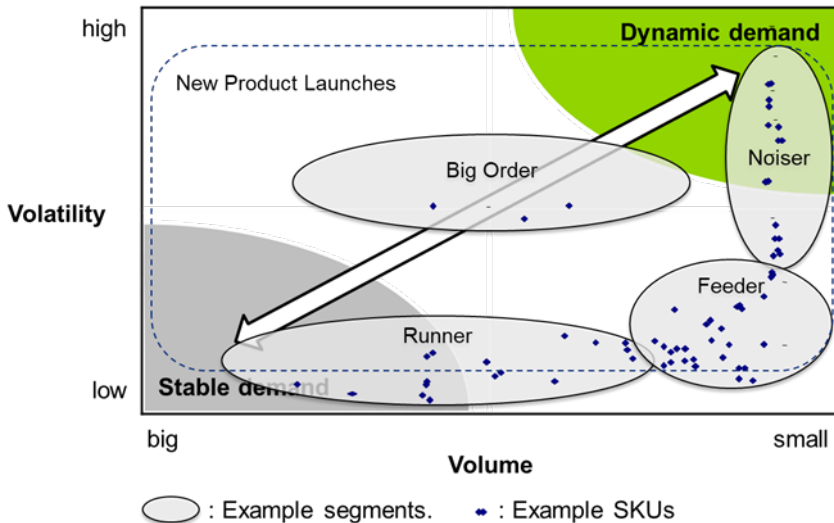 high
Dynamic demand
New Product Launches
Noiser
Big Order
Volatility
Feeder
Runner
low
Stable demand
big
small
Volume
: Example segments.
: Example SKUs